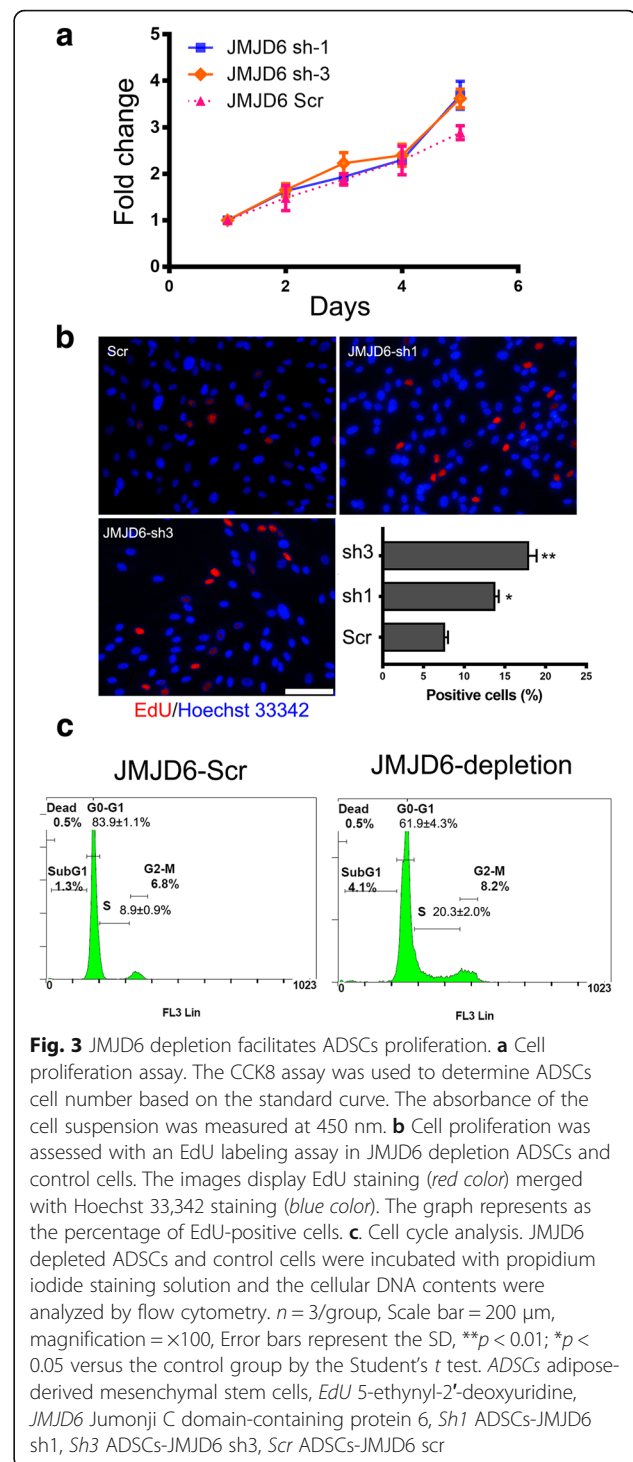 a
5
4
3
2
1
0
Fold change
JMJD6 sh-1
JMJD6 sh-3
JMJD6 Scr
0 2 4 6
Days
b
Scr
JMJD6-sh1
JMJD6-sh3
EdU/Hoechst 33342
sh3 **
sh1 *
Scr
0 5 10 15 20 25
Positive cells (%)
c
JMJD6-Scr
Dead
0.5%
G0-G1
83.9±1.1%
SubG1
1.3%
G2-M
6.8%
S 8.9±0.9%
0 1023
FL3 Lin
JMJD6-depletion
Dead
0.5%
G0-G1
61.9±4.3%
SubG1
4.1%
G2-M
8.2%
S 20.3±2.0%
0 1023
FL3 Lin
Fig. 3 JMJD6 depletion facilitates ADSCs proliferation. a Cell
proliferation assay. The CCK8 assay was used to determine ADSCs
cell number based on the standard curve. The absorbance of the
cell suspension was measured at 450 nm. b Cell proliferation was
assessed with an EdU labeling assay in JMJD6 depletion ADSCs and
control cells. The images display EdU staining (red color) merged
with Hoechst 33,342 staining (blue color). The graph represents as
the percentage of EdU-positive cells. c. Cell cycle analysis. JMJD6
depleted ADSCs and control cells were incubated with propidium
iodide staining solution and the cellular DNA contents were
analyzed by flow cytometry. n = 3/group, Scale bar = 200 μm,
magnification = ×100, Error bars represent the SD, **p < 0.01; *p <
0.05 versus the control group by the Student's t test. ADSCs adipose-
derived mesenchymal stem cells, EdU 5-ethynyl-2′-deoxyuridine,
JMJD6 Jumonji C domain-containing protein 6, Sh1 ADSCs-JMJD6
sh1, Sh3 ADSCs-JMJD6 sh3, Scr ADSCs-JMJD6 scr